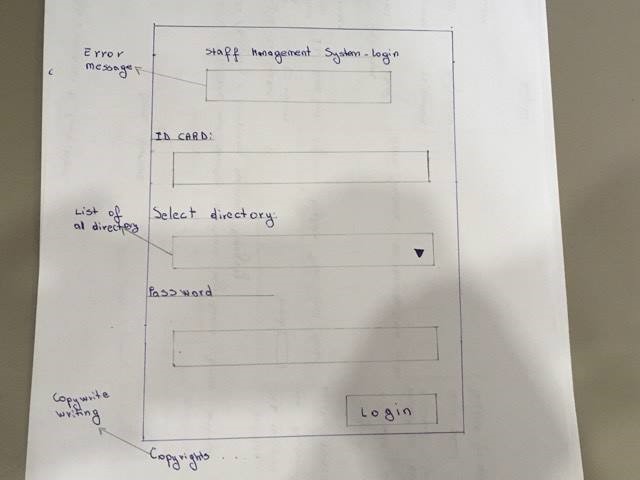 Staff Management System-login
Error
message
ID CARD:
Select directory:
List of
al directory
Password
Login
Copywrite
writing
Copyrights . . . .